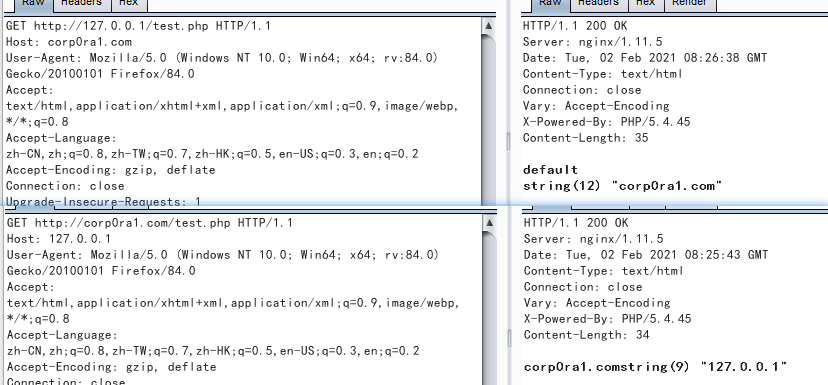 Raw Headers Hex
Raw Headers Hex Render
GET http://127.0.0.1/test.php HTTP/1.1
Host: corp0ra1.com
User-Agent: Mozilla/5.0 (Windows NT 10.0; Win64; x64; rv:84.0)
Gecko/20100101 Firefox/84.0
Accept:
text/html,application/xhtml+xml,application/xml;q=0.9,image/webp,
*/*;q=0.8
Accept-Language:
zh-CN,zh;q=0.8,zh-TW;q=0.7,zh-HK;q=0.5,en-US;q=0.3,en;q=0.2
Accept-Encoding: gzip, deflate
Connection: close
Upgrade-Insecure-Requests: 1
HTTP/1.1 200 OK
Server: nginx/1.11.5
Date: Tue, 02 Feb 2021 08:26:38 GMT
Content-Type: text/html
Connection: close
Vary: Accept-Encoding
X-Powered-By: PHP/5.4.45
Content-Length: 35
default
string(12) "corp0ra1.com"
GET http://corp0ra1.com/test.php HTTP/1.1
Host: 127.0.0.1
User-Agent: Mozilla/5.0 (Windows NT 10.0; Win64; x64; rv:84.0)
Gecko/20100101 Firefox/84.0
Accept:
text/html,application/xhtml+xml,application/xml;q=0.9,image/webp,
*/*;q=0.8
Accept-Language:
zh-CN,zh;q=0.8,zh-TW;q=0.7,zh-HK;q=0.5,en-US;q=0.3,en;q=0.2
Accept-Encoding: gzip, deflate
Connection: close
HTTP/1.1 200 OK
Server: nginx/1.11.5
Date: Tue, 02 Feb 2021 08:25:43 GMT
Content-Type: text/html
Connection: close
Vary: Accept-Encoding
X-Powered-By: PHP/5.4.45
Content-Length: 34
corp0ra1.comstring(9) "127.0.0.1"